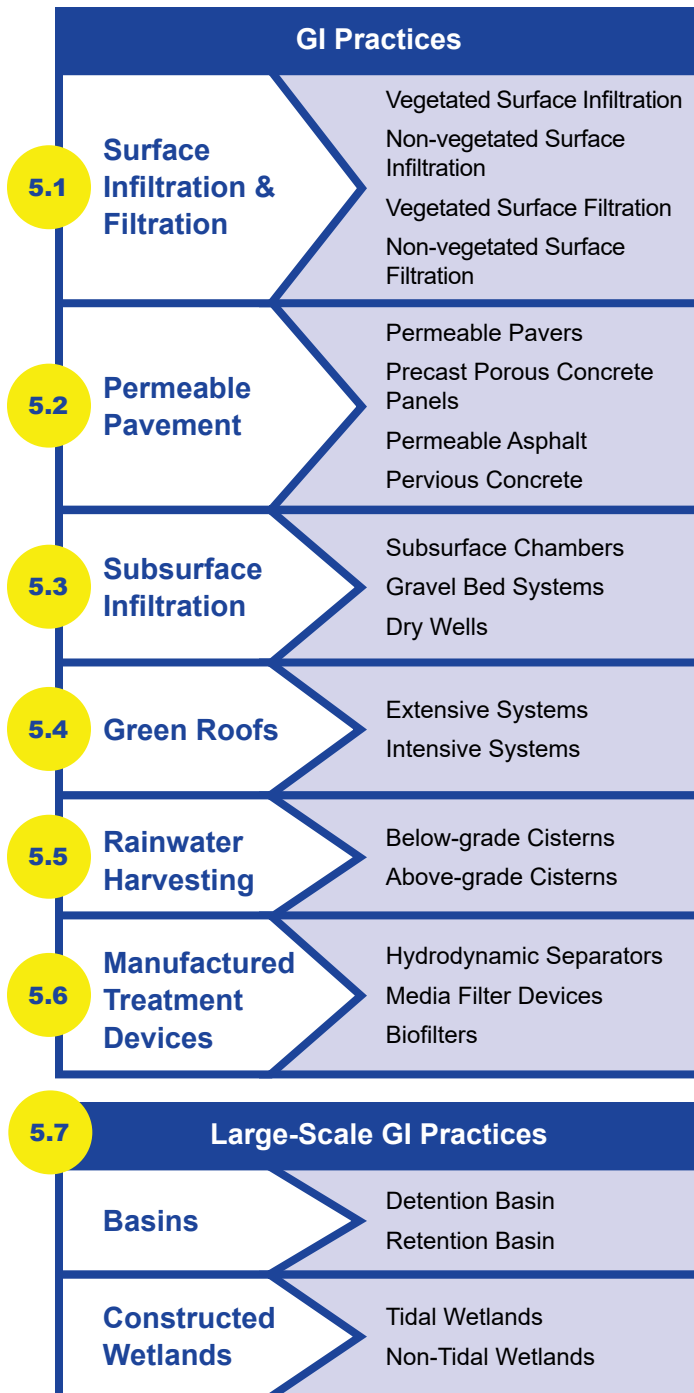 GI Practices
5.1
Surface
Infiltration &
Filtration
Vegetated Surface Infiltration
Non-vegetated Surface
Infiltration
Vegetated Surface Filtration
Non-vegetated Surface
Filtration
5.2
Permeable
Pavement
Permeable Pavers
Precast Porous Concrete
Panels
Permeable Asphalt
Pervious Concrete
5.3
Subsurface
Infiltration
Subsurface Chambers
Gravel Bed Systems
Dry Wells
5.4
Green Roofs
Extensive Systems
Intensive Systems
5.5
Rainwater
Harvesting
Below-grade Cisterns
Above-grade Cisterns
5.6
Manufactured
Treatment
Devices
Hydrodynamic Separators
Media Filter Devices
Biofilters
5.7
Large-Scale GI Practices
Basins
Detention Basin
Retention Basin
Constructed
Wetlands
Tidal Wetlands
Non-Tidal Wetlands